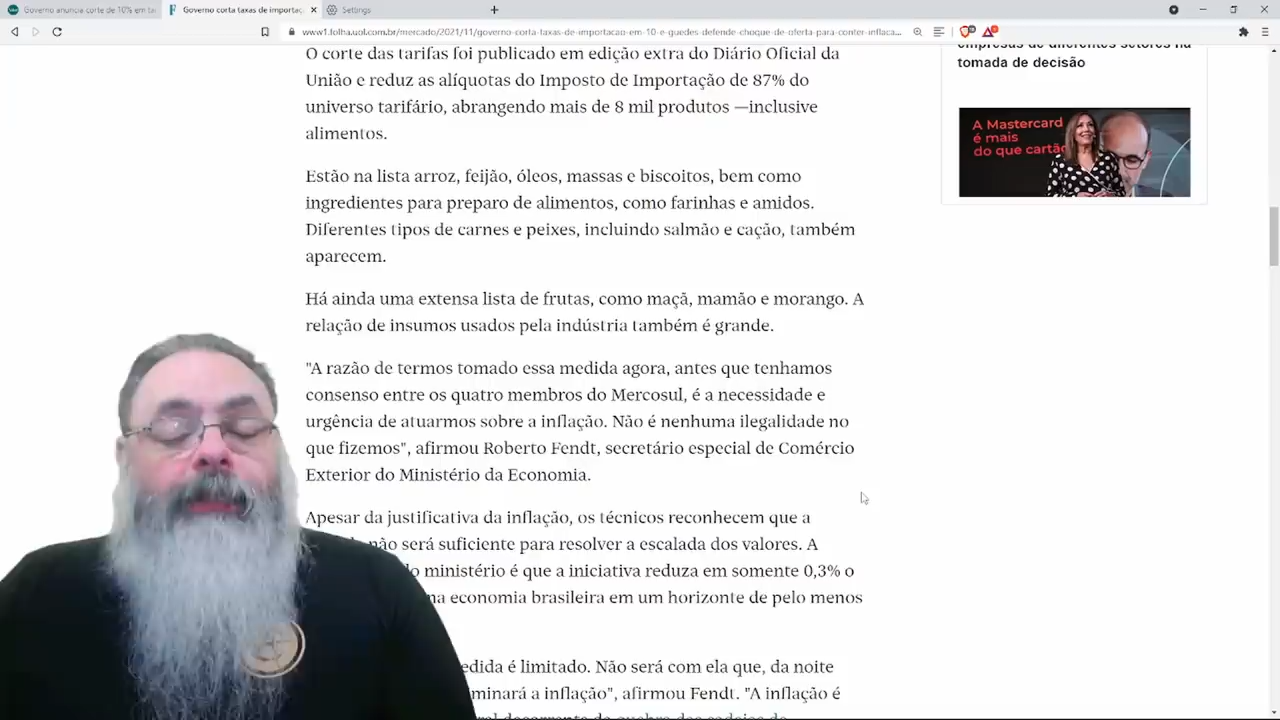 Governo anuncia corte de 10% em ta
Governo corta taxas de importaç
Settings
www1.folha.uol.com.br/mercado/2021/11/governo-corta-taxas-de-importacao-em-10-e-guedes-defende-choque-de-oferta-para-conter-inflaca...
O corte das tarifas foi publicado em edição extra do Diário Oficial da
União e reduz as alíquotas do Imposto de Importação de 87% do
universo tarifário, abrangendo mais de 8 mil produtos —inclusive
alimentos.
Estão na lista arroz, feijão, óleos, massas e biscoitos, bem como
ingredientes para preparo de alimentos, como farinhas e amidos.
Diferentes tipos de carnes e peixes, incluindo salmão e cação, também
aparecem.
Há ainda uma extensa lista de frutas, como maçã, mamão e morango. A
relação de insumos usados pela indústria também é grande.
"A razão de termos tomado essa medida agora, antes que tenhamos
consenso entre os quatro membros do Mercosul, é a necessidade e
urgência de atuarmos sobre a inflação. Não é nenhuma ilegalidade no
que fizemos", afirmou Roberto Fendt, secretário especial de Comércio
Exterior do Ministério da Economia.
Apesar da justificativa da inflação, os técnicos reconhecem que a
não será suficiente para resolver a escalada dos valores. A
o ministério é que a iniciativa reduza em somente 0,3% o
na economia brasileira em um horizonte de pelo menos
edida é limitado. Não será com ela que, da noite
minará a inflação", afirmou Fendt. "A inflação é
ral decorrente de quebra das cadeias de
empresas de diferentes setores na
tomada de decisão
A Mastercard
é mais
do que cartão